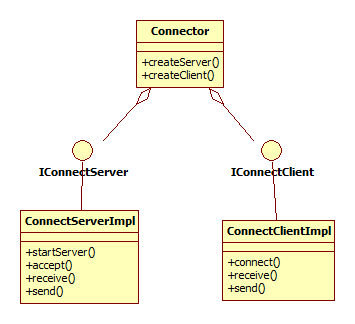 Connector
+createServer()
+createClient()
IConnectServer
IConnectClient
ConnectServerImpl
+startServer()
+accept()
+receive()
+send()
ConnectClientImpl
+connect()
+receive()
+send()